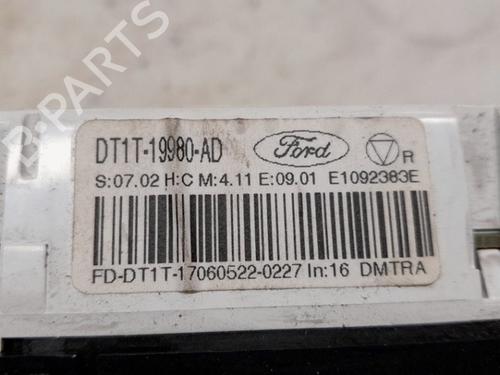 B-PARTS
DT1T-19980-AD Ford R
S:07.02 H:C M:4.11 E:09.01 E1092383E
FD-DT1T-17060522-0227 In:16 DMTRA